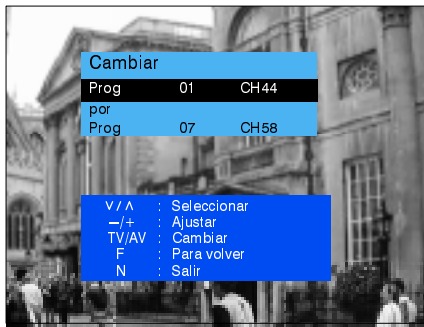 Cambiar
Prog 01 CH44
por
Prog 07 CH58
∨/∧ : Seleccionar
−/+ : Ajustar
TV/AV : Cambiar
F : Para volver
N : Salir